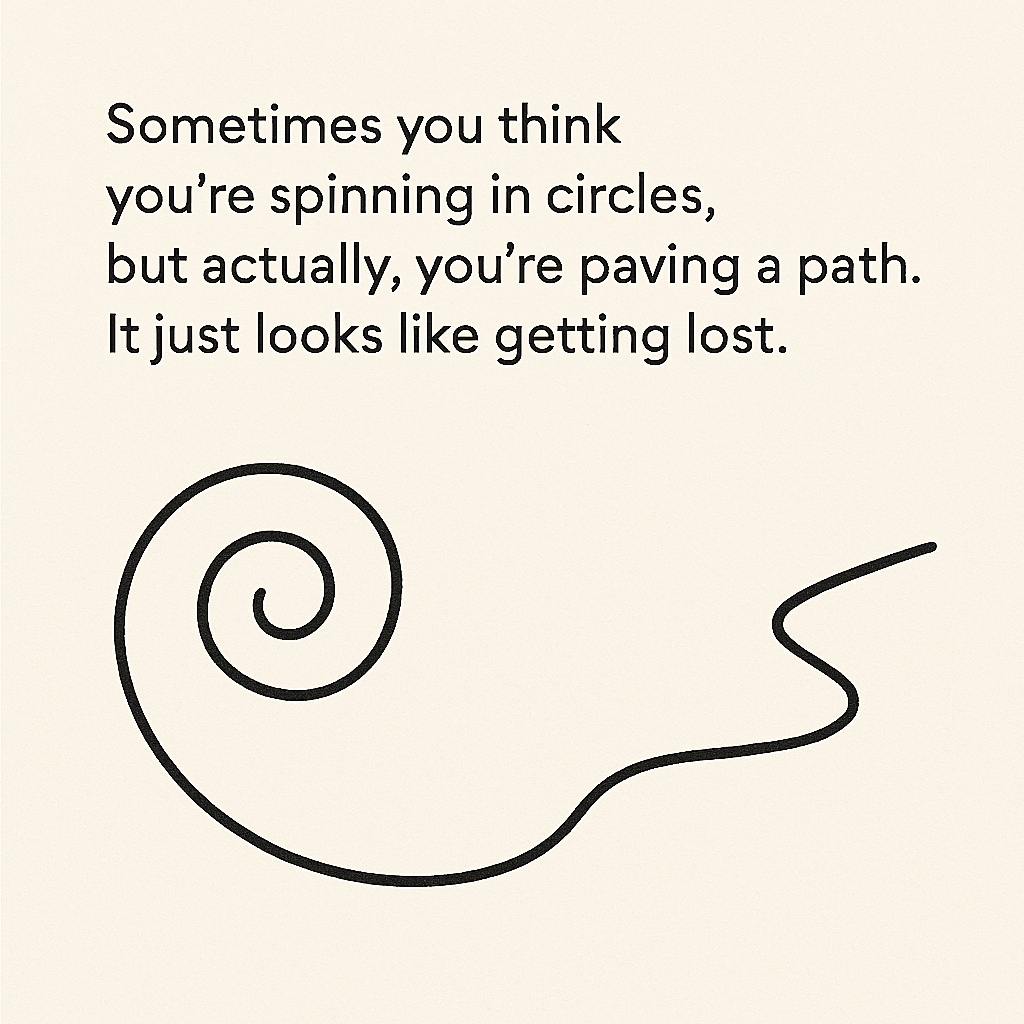 Sometimes you think
you’re spinning in circles,
but actually, you’re paving a path.
It just looks like getting lost.